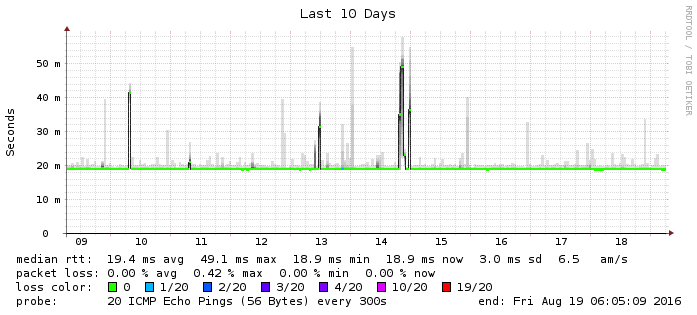 Last 10 Days
RRDTOOL / TOBI OETIKER
Seconds
50 m
40 m
30 m
20 m
10 m
0
09 10 11 12 13 14 15 16 17 18
median rtt: 19.4 ms avg 49.1 ms max 18.9 ms min 18.9 ms now 3.0 ms sd 6.5 am/s
packet loss: 0.00 % avg 0.42 % max 0.00 % min 0.00 % now
loss color: 0 1/20 2/20 3/20 4/20 10/20 19/20
probe: 20 ICMP Echo Pings (56 Bytes) every 300s end: Fri Aug 19 06:05:09 2016